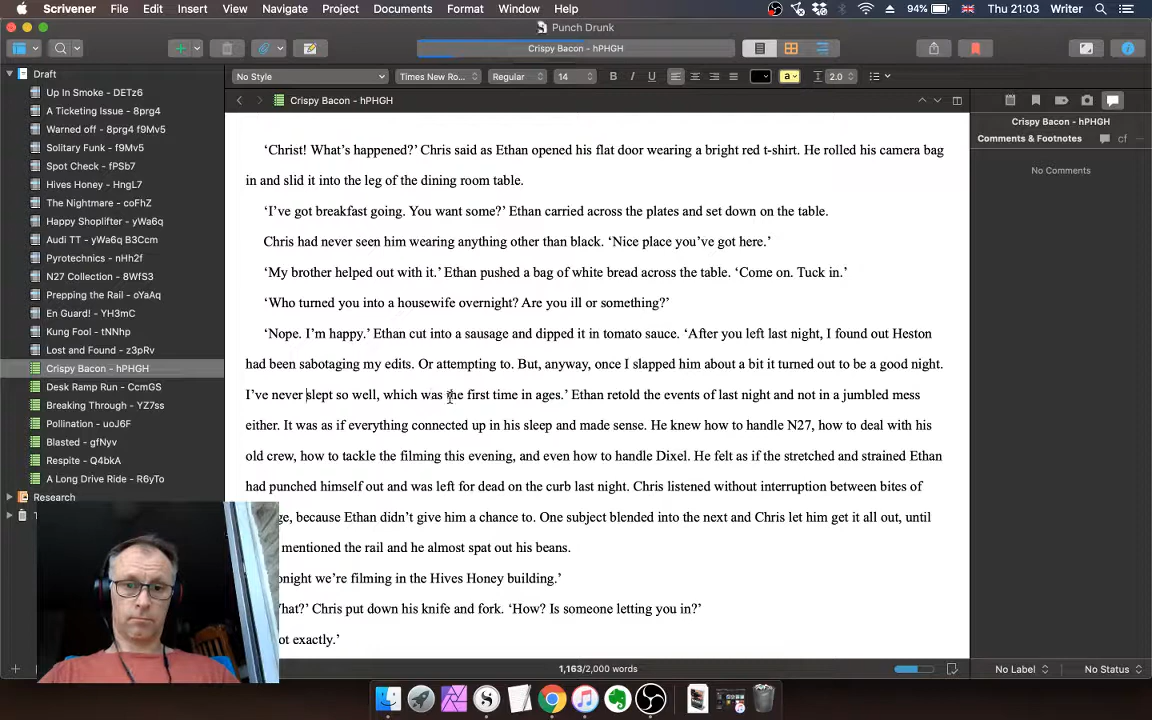 Scrivener File Edit Insert View Navigate Project Documents Format Window Help 94% Thu 21:03 Writer
Punch Drunk
Crispy Bacon - hPHGH
No Style Times New Ro... Regular 14 B I U a 2.0
Crispy Bacon - hPHGH
Draft
Up In Smoke - DETz6
A Ticketing Issue - 8prg4
Warned off - 8prg4 f9Mv5
Solitary Funk - f9Mv5
Spot Check - fPSb7
Hives Honey - HngL7
The Nightmare - coFHz
Happy Shoplifter - yWa6q
Audi TT - yWa6q B3Ccm
Pyrotechnics - nHh2f
N27 Collection - 8WfS3
Prepping the Rail - oYaAq
En Guard! - YH3mC
Kung Fool - tNNhp
Lost and Found - z3pRv
Crispy Bacon - hPHGH
Desk Ramp Run - CcmGS
Breaking Through - YZ7ss
Pollination - uoJ6F
Blasted - gfNyv
Respite - Q4bkA
A Long Drive Ride - R6yTo
Research
‘Christ! What’s happened?’ Chris said as Ethan opened his flat door wearing a bright red t-shirt. He rolled his camera bag
in and slid it into the leg of the dining room table.
‘I’ve got breakfast going. You want some?’ Ethan carried across the plates and set down on the table.
Chris had never seen him wearing anything other than black. ‘Nice place you’ve got here.’
‘My brother helped out with it.’ Ethan pushed a bag of white bread across the table. ‘Come on. Tuck in.’
‘Who turned you into a housewife overnight? Are you ill or something?’
‘Nope. I’m happy.’ Ethan cut into a sausage and dipped it in tomato sauce. ‘After you left last night, I found out Heston
had been sabotaging my edits. Or attempting to. But, anyway, once I slapped him about a bit it turned out to be a good night.
I’ve never slept so well, which was the first time in ages.’ Ethan retold the events of last night and not in a jumbled mess
either. It was as if everything connected up in his sleep and made sense. He knew how to handle N27, how to deal with his
old crew, how to tackle the filming this evening, and even how to handle Dixel. He felt as if the stretched and strained Ethan
had punched himself out and was left for dead on the curb last night. Chris listened without interruption between bites of
because Ethan didn’t give him a chance to. One subject blended into the next and Chris let him get it all out, until
mentioned the rail and he almost spat out his beans.
onight we’re filming in the Hives Honey building.’
hat?’ Chris put down his knife and fork. ‘How? Is someone letting you in?’
ot exactly.’
1,163/2,000 words
Crispy Bacon - hPHGH
Comments & Footnotes cf
No Comments
No Label No Status